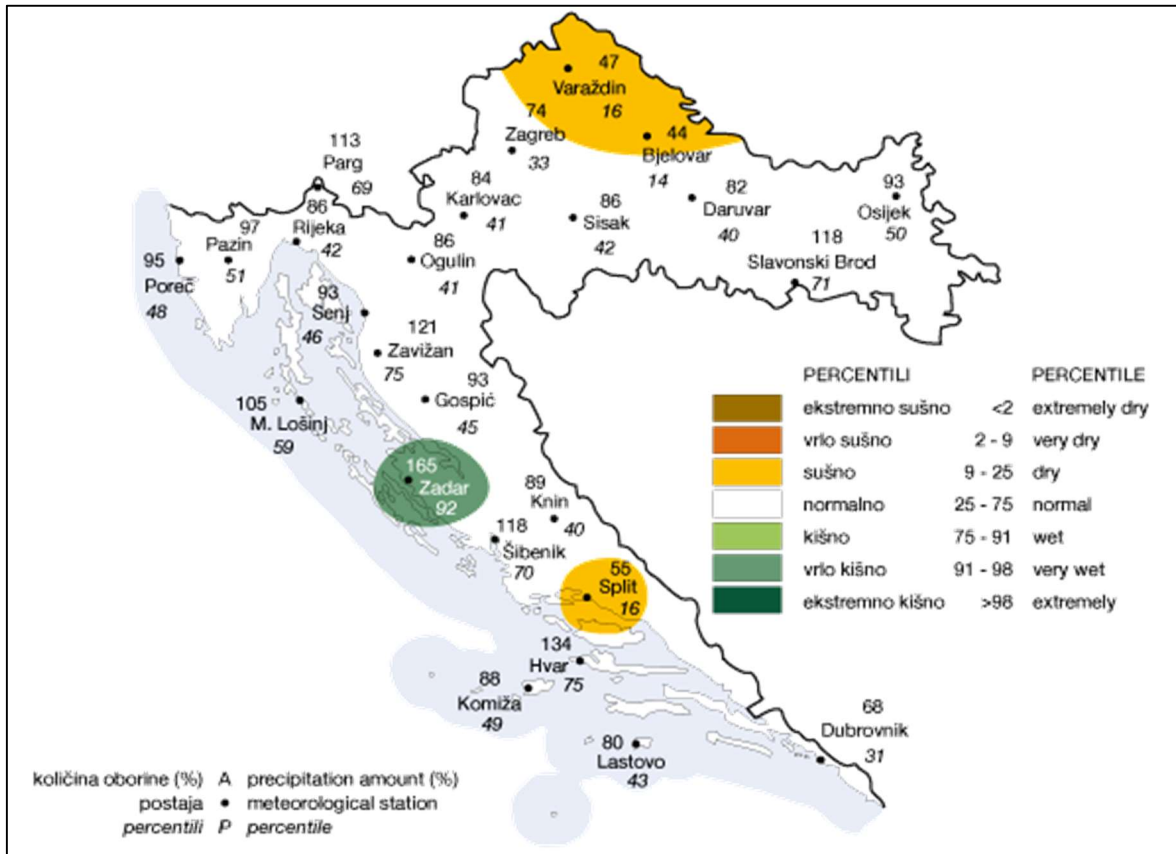 47
Varaždin
16
74
Zagreb
33
44
Bjelovar
14
113
Parg
69
84
Karlovac
41
86
Sisak
42
82
Daruvar
40
93
Osijek
50
86
Rijeka
42
97
Pazin
51
95
Poreč
48
86
Ogulin
41
118
Slavonski Brod
71
93
Senj
46
121
Zavižan
75
93
Gospić
45
105
M. Lošinj
59
165
Zadar
92
89
Knin
40
118
Šibenik
70
55
Split
16
134
Hvar
75
88
Komiža
49
80
Lastovo
43
68
Dubrovnik
31
PERCENTILI PERCENTILE
ekstremno sušno <2 extremely dry
vrlo sušno 2 - 9 very dry
sušno 9 - 25 dry
normalno 25 - 75 normal
kišno 75 - 91 wet
vrlo kišno 91 - 98 very wet
ekstremno kišno >98 extremely
količina oborine (%) A precipitation amount (%)
postaja • meteorological station
percentili P percentile